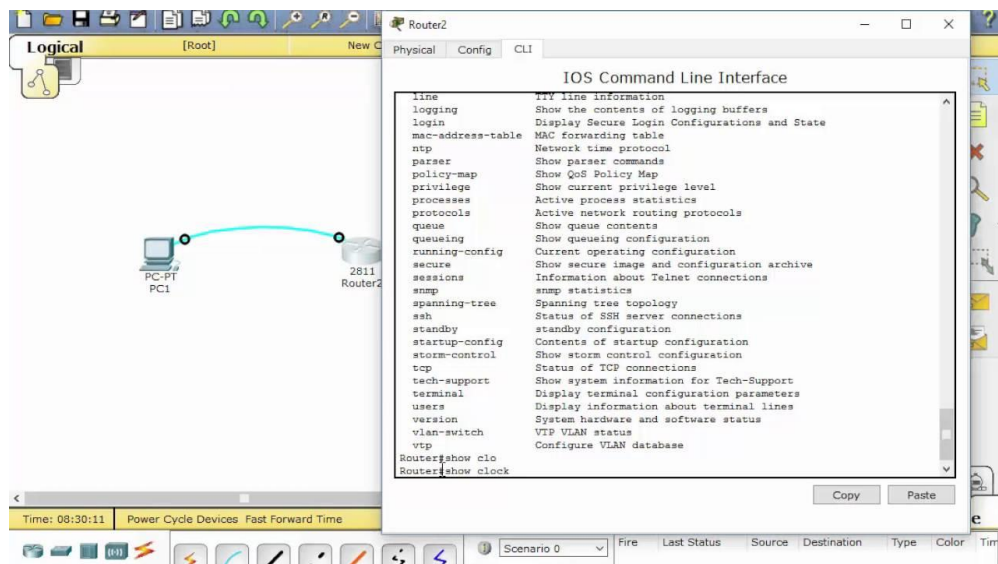 Logical
[Root]
New C
PC-PT
PC1
2811
Router2
Time: 08:30:11
Power Cycle Devices Fast Forward Time
Router2
Physical
Config
CLI
IOS Command Line Interface
line TTY line information
logging Show the contents of logging buffers
login Display Secure Login Configurations and State
mac-address-table MAC forwarding table
ntp Network time protocol
parser Show parser commands
policy-map Show QoS Policy Map
privilege Show current privilege level
processes Active process statistics
protocols Active network routing protocols
queue Show queue contents
queueing Show queueing configuration
running-config Current operating configuration
secure Show secure image and configuration archive
sessions Information about Telnet connections
snmp snmp statistics
spanning-tree Spanning tree topology
ssh Status of SSH server connections
standby standby configuration
startup-config Contents of startup configuration
storm-control Show storm control configuration
tcp Status of TCP connections
tech-support Show system information for Tech-Support
terminal Display terminal configuration parameters
users Display information about terminal lines
version System hardware and software status
vlan-switch VTP VLAN status
vtp Configure VLAN database
Router#show clo
Router#show clock
Copy
Paste
e
Scenario 0
Fire Last Status Source Destination Type Color Tim